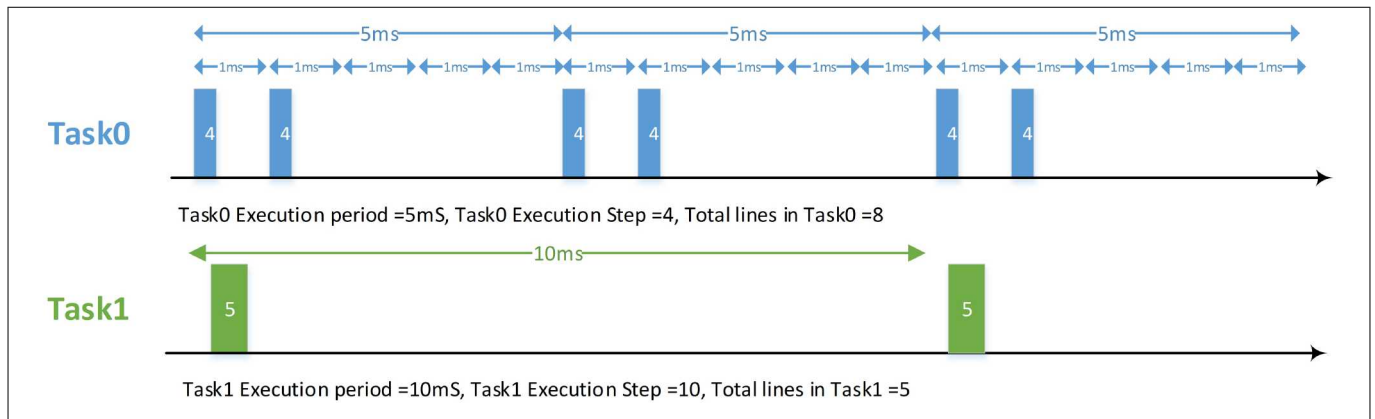 5ms 5ms 5ms
1ms 1ms 1ms 1ms 1ms 1ms 1ms 1ms 1ms 1ms 1ms 1ms 1ms 1ms 1ms
Task0 4 4 4 4 4 4
Task0 Execution period =5mS, Task0 Execution Step =4, Total lines in Task0 =8
10ms
Task1 5 5
Task1 Execution period =10mS, Task1 Execution Step =10, Total lines in Task1 =5